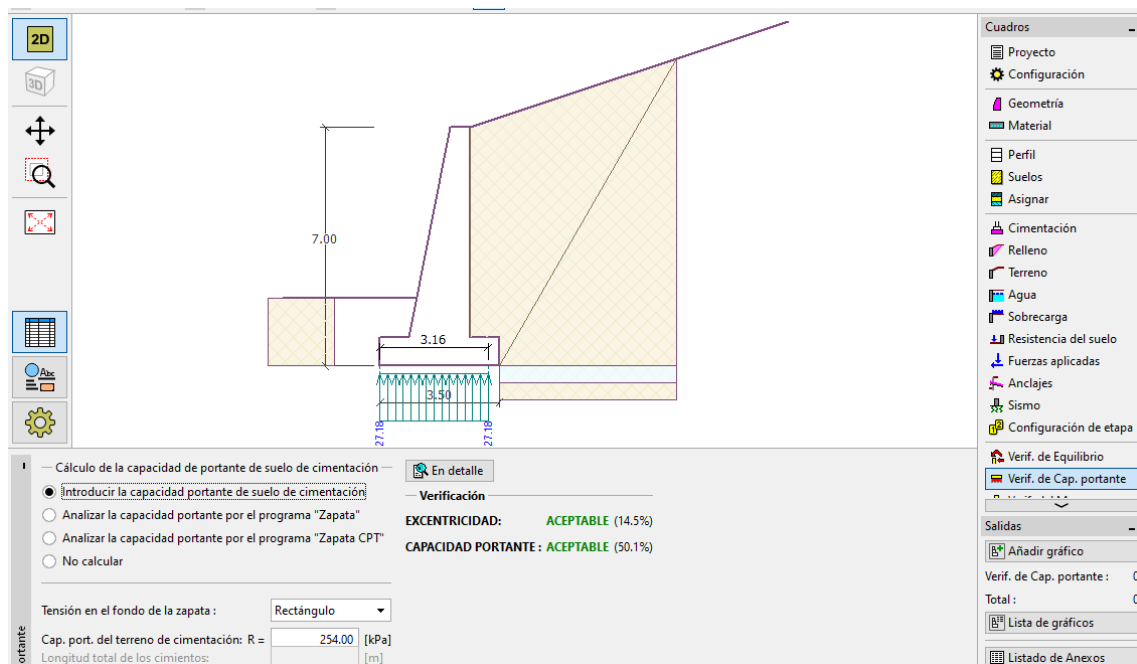 2D
3D
7.00
3.16
3.50
27.18
27.18
Abc
Cálculo de la capacidad de portante de suelo de cimentación
Introducir la capacidad portante de suelo de cimentación
Analizar la capacidad portante por el programa "Zapata"
Analizar la capacidad portante por el programa "Zapata CPT"
No calcular
Tensión en el fondo de la zapata :
Rectángulo
Cap. port. del terreno de cimentación: R =
254.00
[kPa]
Longitud total de los cimientos:
[m]
ortante
En detalle
Verificación
EXCENTRICIDAD: ACEPTABLE (14.5%)
CAPACIDAD PORTANTE : ACEPTABLE (50.1%)
Cuadros
Proyecto
Configuración
Geometría
Material
Perfil
Suelos
Asignar
Cimentación
Relleno
Terreno
Agua
Sobrecarga
Resistencia del suelo
Fuerzas aplicadas
Anclajes
Sismo
Configuración de etapa
Verif. de Equilibrio
Verif. de Cap. portante
Salidas
Añadir gráfico
Verif. de Cap. portante : 0
Total : 0
Lista de gráficos
Listado de Anexos